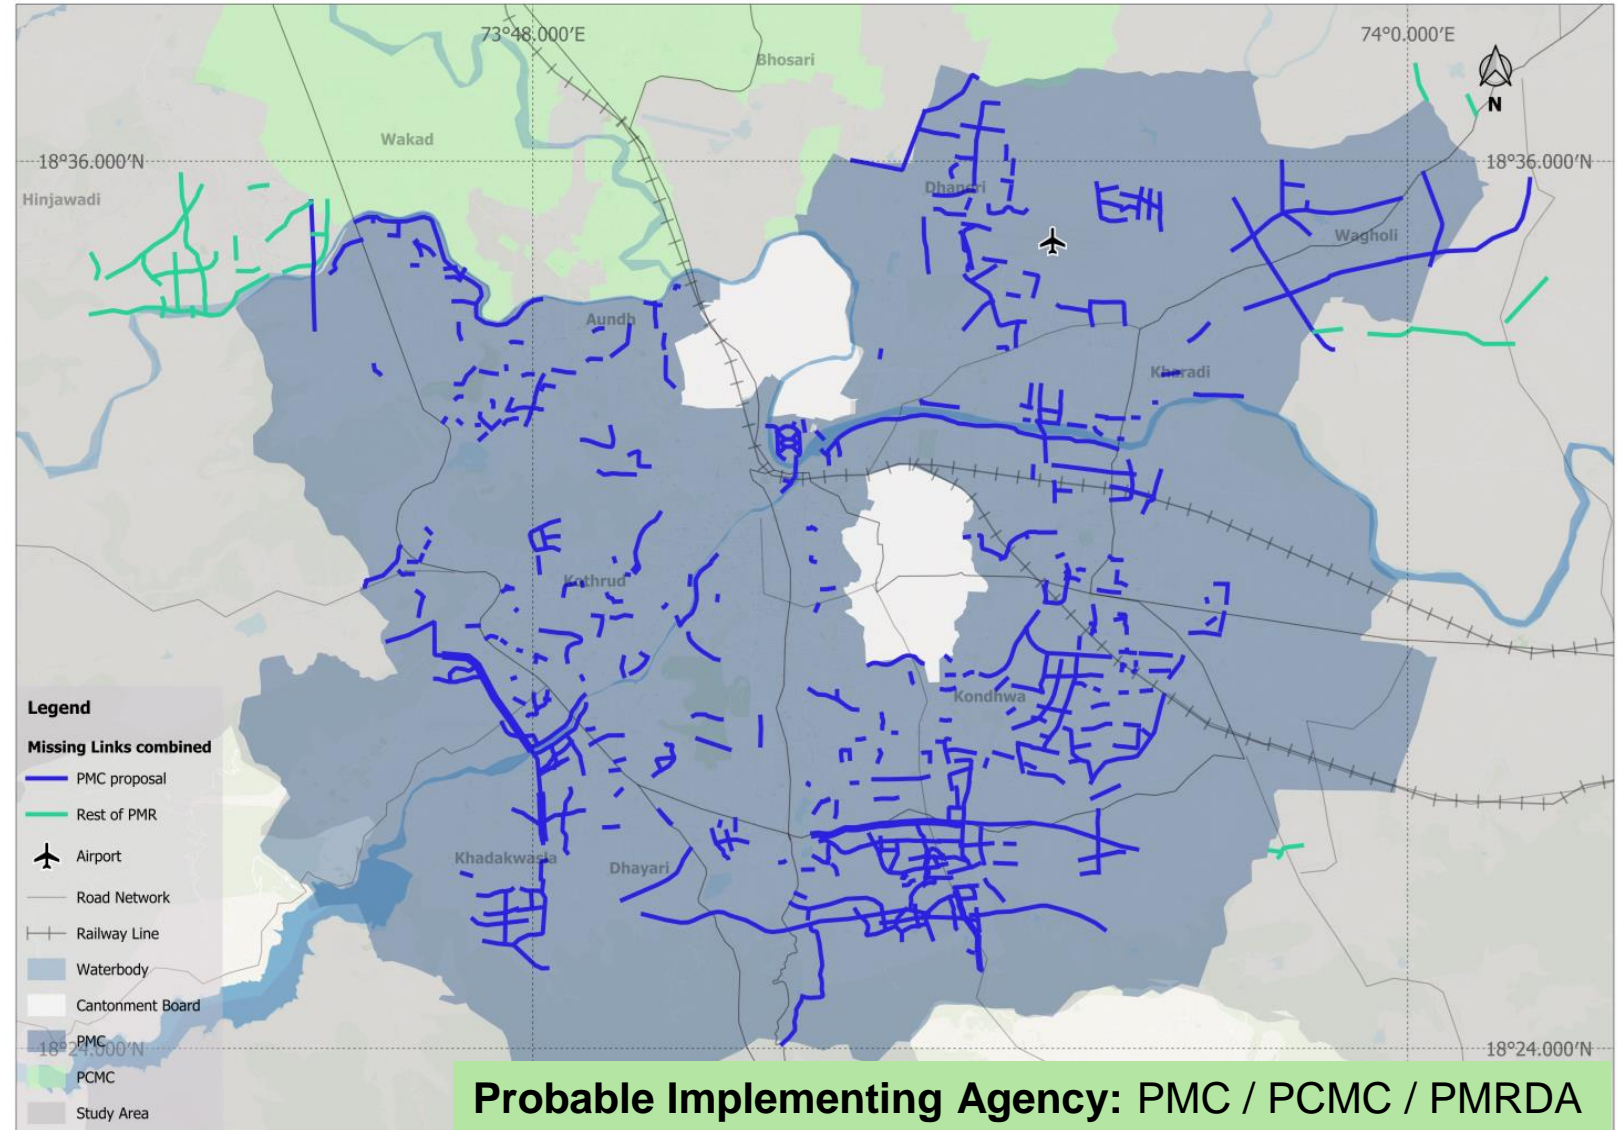 73°48.000'E
74°0.000'E
Bhosari
N
Wakad
18°36.000'N
18°36.000'N
Hinjawadi
Dhanori
Wagholi
Aundh
Kharadi
Kothrud
Kondhwa
Legend
Missing Links combined
PMC proposal
Rest of PMR
Airport
Road Network
Railway Line
Waterbody
Cantonment Board
PMC
PCMC
Study Area
Khadakwasla
Dhayari
18°24.000'N
18°24.000'N
Probable Implementing Agency: PMC / PCMC / PMRDA